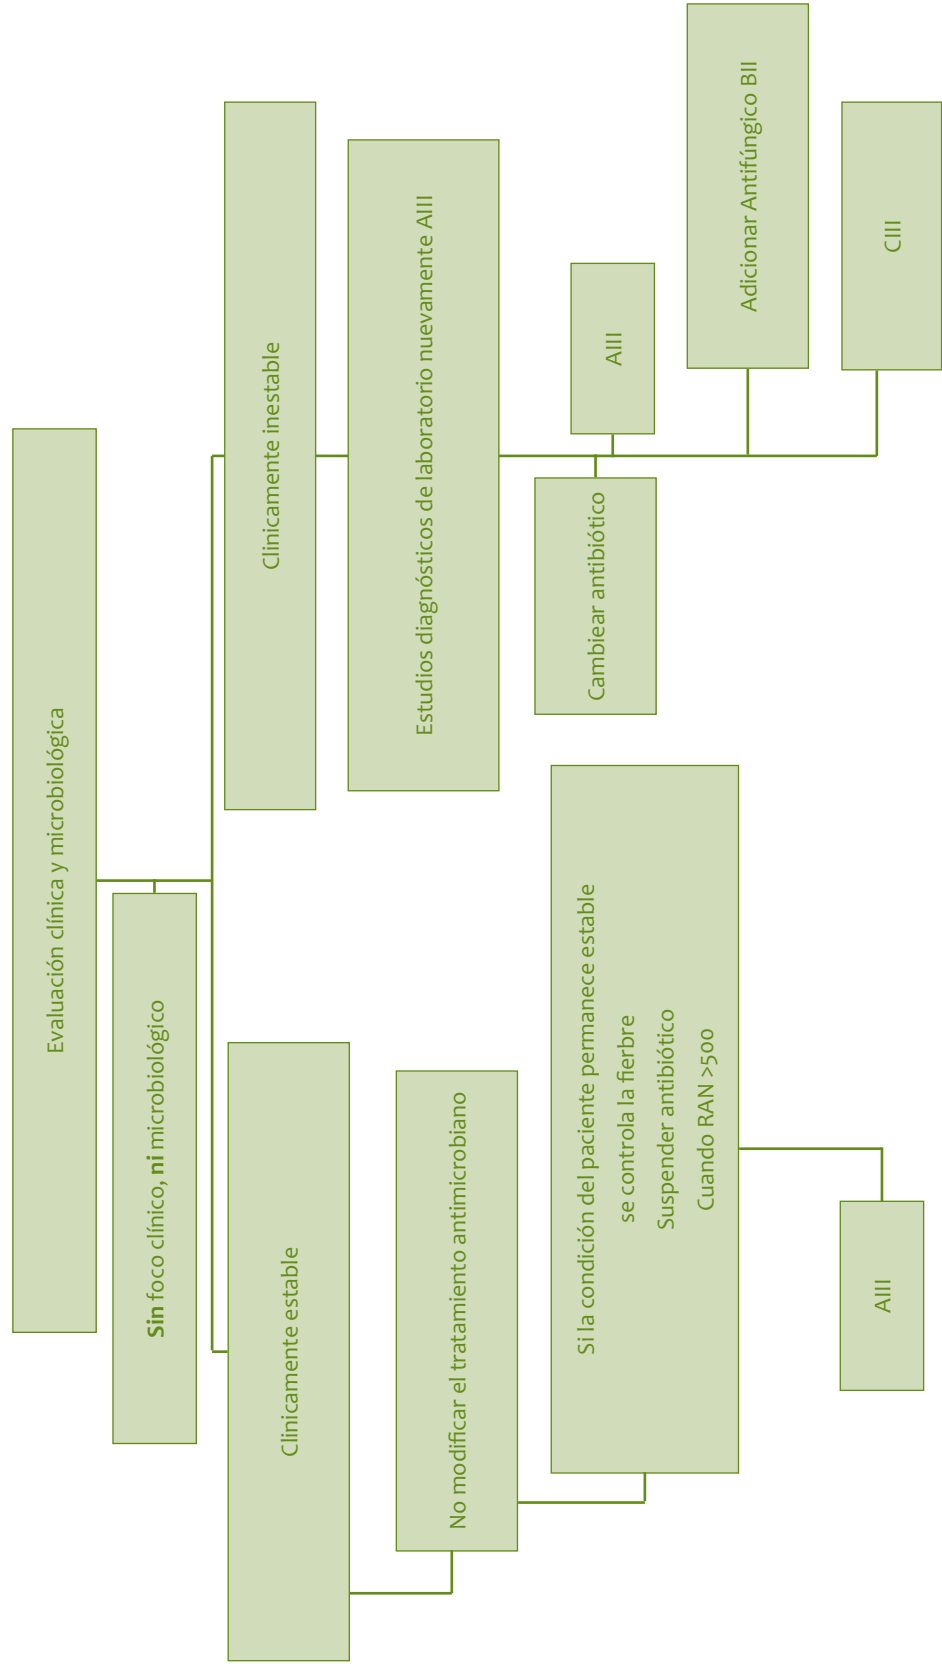 Evaluación clínica y microbiológica
Sin foco clínico, ni microbiológico
Clinicamente estable
No modificar el tratamiento antimicrobiano
Si la condición del paciente permanece estable
se controla la fierbre
Suspender antibiótico
Cuando RAN >500
AIII
Clinicamente inestable
Estudios diagnósticos de laboratorio nuevamente AIII
Cambiear antibiótico
AIII
Adicionar Antifúngico BII
CIII